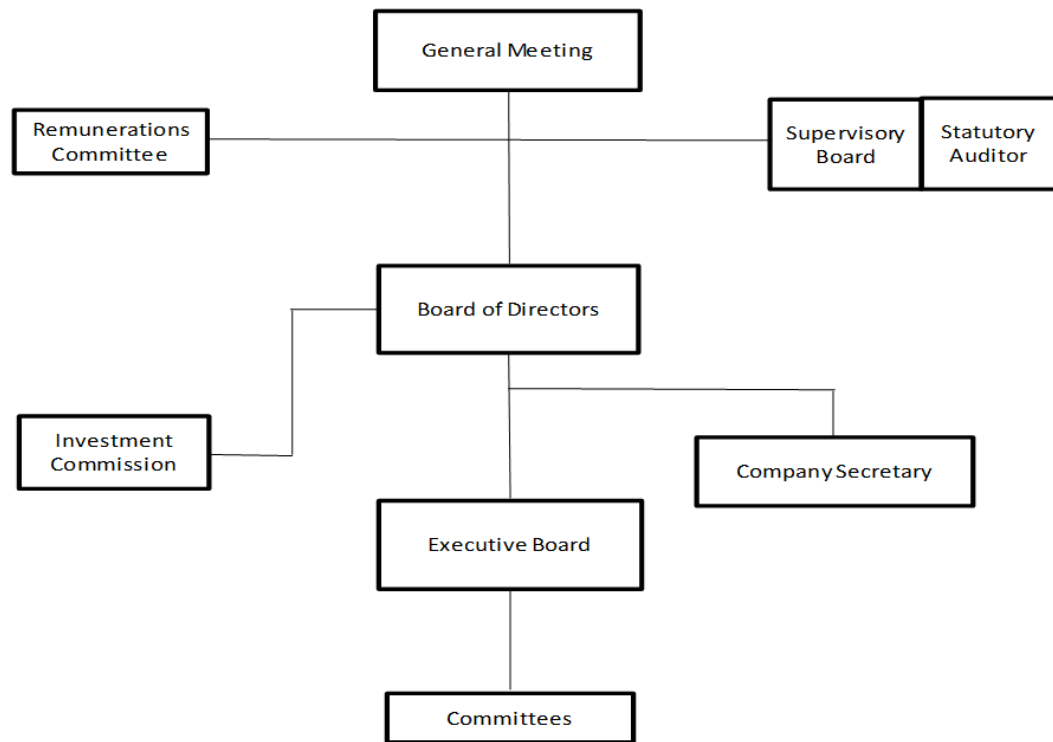 General Meeting
Remunerations
Committee
Supervisory
Board
Statutory
Auditor
Board of Directors
Investment
Commission
Company Secretary
Executive Board
Committees